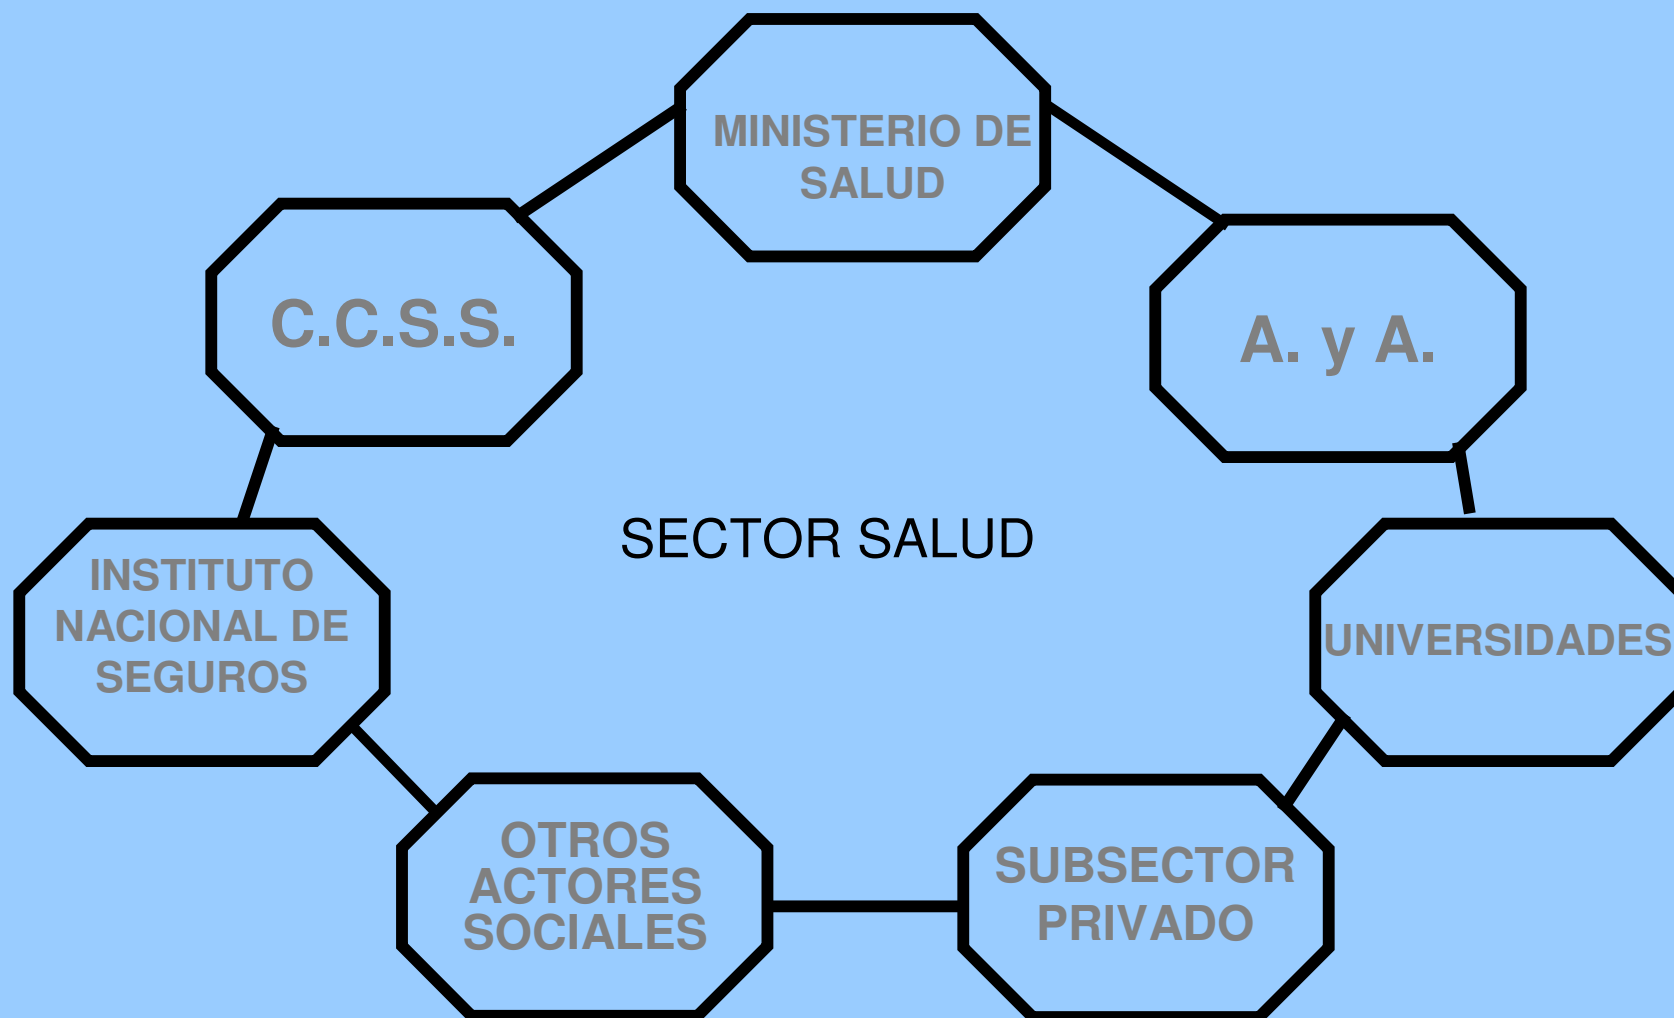 MINISTERIO DE
SALUD
C.C.S.S.
A. y A.
SECTOR SALUD
INSTITUTO
NACIONAL DE
SEGUROS
UNIVERSIDADES
OTROS
ACTORES
SOCIALES
SUBSECTOR
PRIVADO